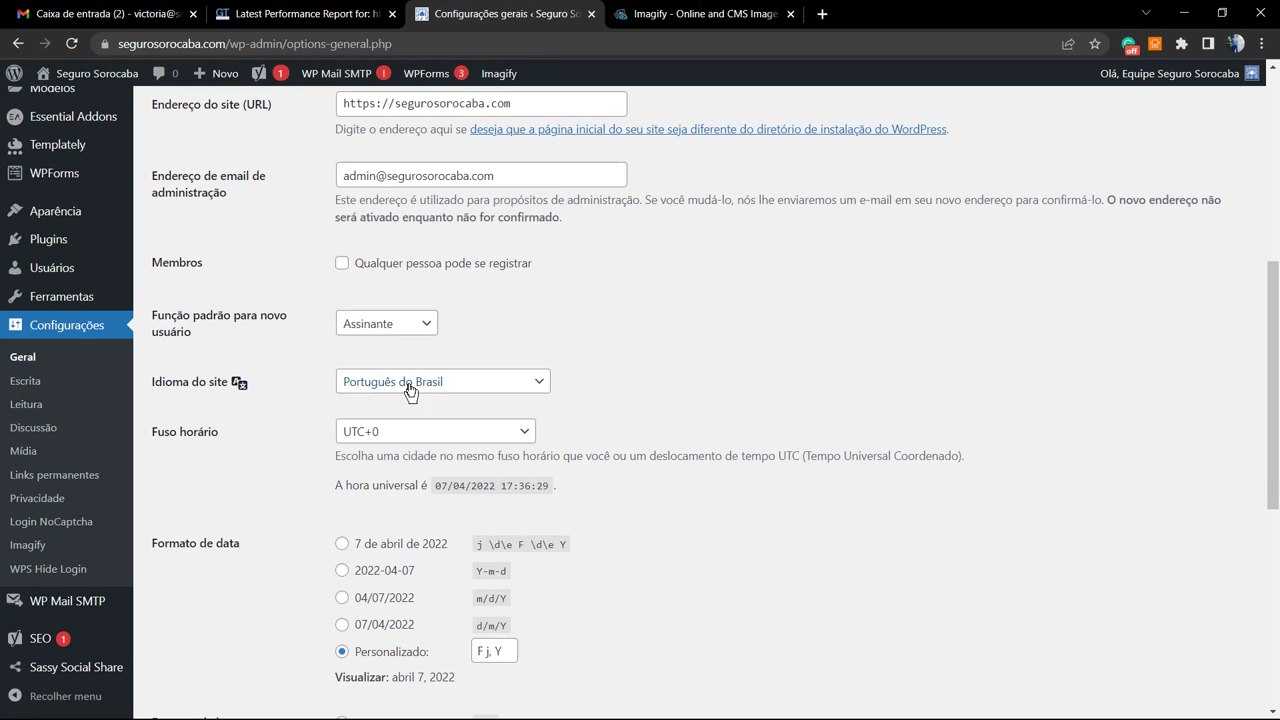 Caixa de entrada (2) - victoria@s
Latest Performance Report for: ht
Configurações gerais ‹ Seguro So
Imagify - Online and CMS Image
segurosorocaba.com/wp-admin/options-general.php
off
Seguro Sorocaba
0
Novo
1
WP Mail SMTP !
WPForms 3
Imagify
Olá, Equipe Seguro Sorocaba
Modelos
Essential Addons
Templately
WPForms
Aparência
Plugins
Usuários
Ferramentas
Configurações
Geral
Escrita
Leitura
Discussão
Mídia
Links permanentes
Privacidade
Login NoCaptcha
Imagify
WPS Hide Login
WP Mail SMTP
SEO 1
Sassy Social Share
Recolher menu
Endereço do site (URL)
https://segurosorocaba.com
Digite o endereço aqui se deseja que a página inicial do seu site seja diferente do diretório de instalação do WordPress.
Endereço de email de
administração
admin@segurosorocaba.com
Este endereço é utilizado para propósitos de administração. Se você mudá-lo, nós lhe enviaremos um e-mail em seu novo endereço para confirmá-lo. O novo endereço não
será ativado enquanto não for confirmado.
Membros
Qualquer pessoa pode se registrar
Função padrão para novo
usuário
Assinante
Idioma do site
Português do Brasil
Fuso horário
UTC+0
Escolha uma cidade no mesmo fuso horário que você ou um deslocamento de tempo UTC (Tempo Universal Coordenado).
A hora universal é 07/04/2022 17:36:29 .
Formato de data
7 de abril de 2022 j \d\e F \d\e Y
2022-04-07 Y-m-d
04/07/2022 m/d/Y
07/04/2022 d/m/Y
Personalizado: F j, Y
Visualizar: abril 7, 2022